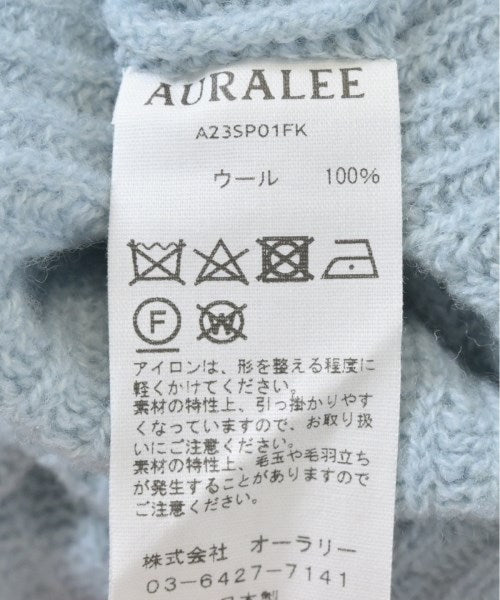 AURALEE
A23SP01FK
ウール 100%
F W
アイロンは、形を整える程度に
軽くかけてください。
素材の特性上、引っ掛かりやす
くなっていますので、お取り扱
いにご注意ください。
素材の特性上、毛玉や毛羽立ち
が発生することがありますので
ご注意ください。
株式会社 オーラリー
03-6427-7141
日本製